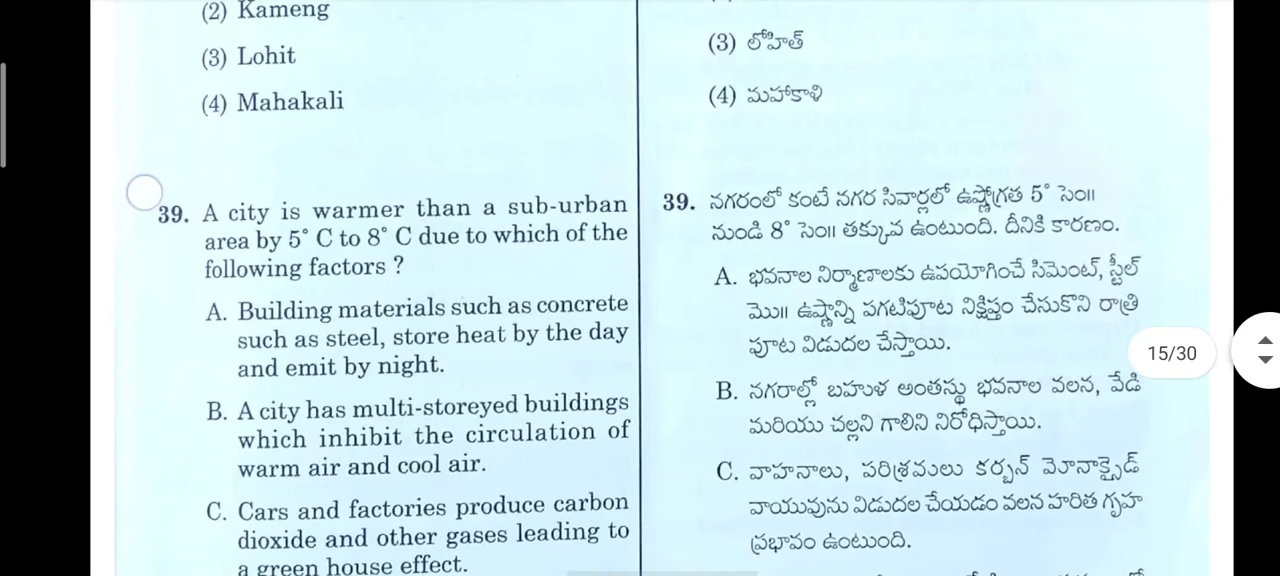 (2) Kameng
(3) Lohit
(4) Mahakali
39. A city is warmer than a sub-urban
area by 5° C to 8° C due to which of the
following factors ?
A. Building materials such as concrete
such as steel, store heat by the day
and emit by night.
B. A city has multi-storeyed buildings
which inhibit the circulation of
warm air and cool air.
C. Cars and factories produce carbon
dioxide and other gases leading to
a green house effect.
(3) లోహిత్
(4) మహాకాళి
39. నగరంలో కంటే నగర సివార్లలో ఉష్ణోగ్రత 5° సెం॥
నుండి 8° సెం॥ తక్కువ ఉంటుంది. దీనికి కారణం.
A. భవనాల నిర్మాణాలకు ఉపయోగించే సిమెంట్, స్టీల్
మొ॥ ఉష్ణాన్ని పగటిపూట నిక్షిప్తం చేసుకొని రాత్రి
పూట విడుదల చేస్తాయి.
B. నగరాల్లో బహుళ అంతస్థు భవనాల వలన, వేడి
మరియు చల్లని గాలిని నిరోధిస్తాయి.
C. వాహనాలు, పరిశ్రమలు కర్బన్ మోనాక్సైడ్
వాయువును విడుదల చేయడం వలన హరిత గృహ
ప్రభావం ఉంటుంది.
15/30